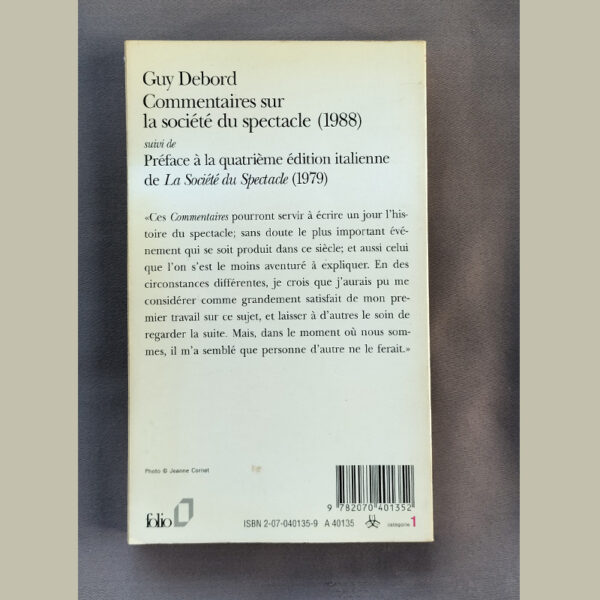 Guy Debord
Commentaires sur
la société du spectacle (1988)
suivi de
Préface à la quatrième édition italienne
de La Société du Spectacle (1979)
«Ces Commentaires pourront servir à écrire un jour l'his-
toire du spectacle; sans doute le plus important évé-
nement qui se soit produit dans ce siècle; et aussi celui
que l'on s'est le moins aventuré à expliquer. En des
circonstances différentes, je crois que j'aurais pu me
considérer comme grandement satisfait de mon pre-
mier travail sur ce sujet, et laisser à d'autres le soin de
regarder la suite. Mais, dans le moment où nous som-
mes, il m'a semblé que personne d'autre ne le ferait.»
Photo © Jeanne Cornet
9 782070 401352
folio
ISBN 2-07-040135-9 A 40135 catégorie 1